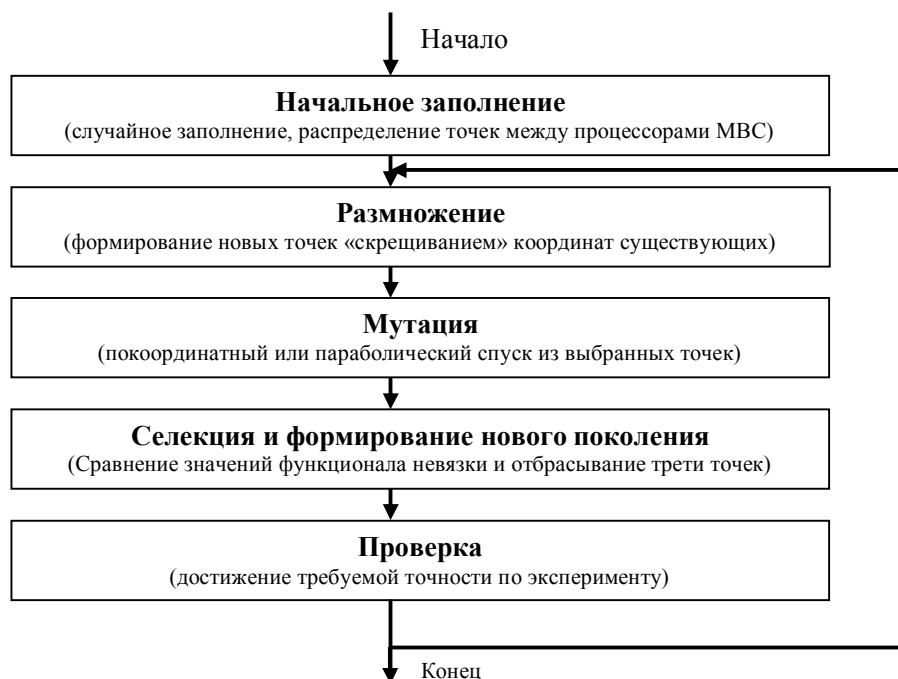 Начало
Начальное заполнение
(случайное заполнение, распределение точек между процессорами МВС)
Размножение
(формирование новых точек «скрещиванием» координат существующих)
Мутация
(покоординатный или параболический спуск из выбранных точек)
Селекция и формирование нового поколения
(Сравнение значений функционала невязки и отбрасывание трети точек)
Проверка
(достижение требуемой точности по эксперименту)
Конец